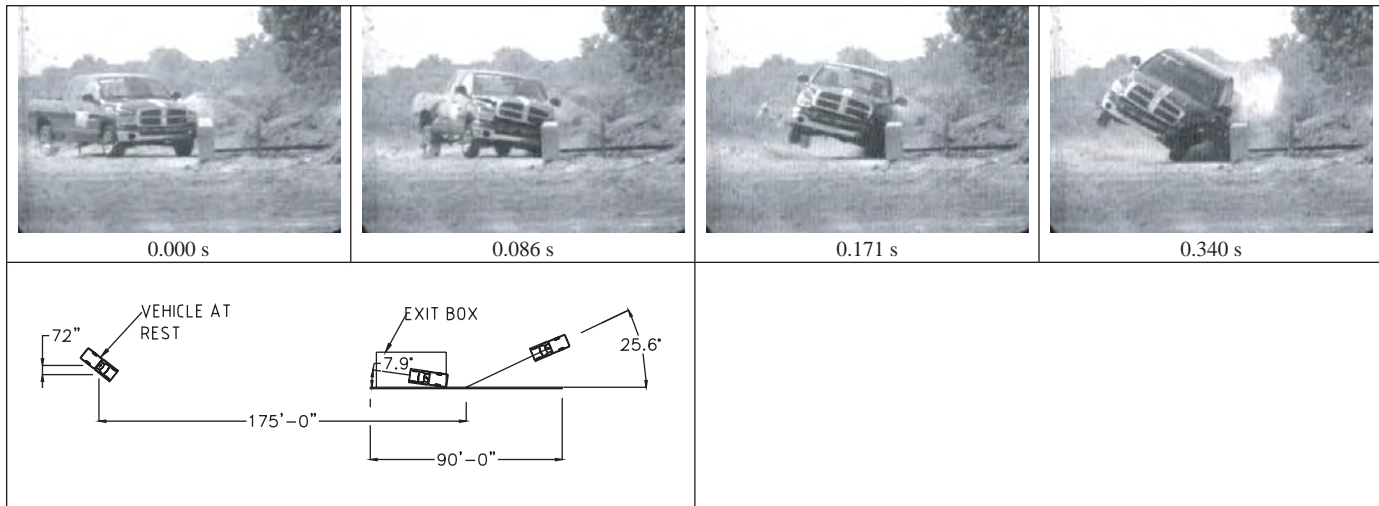 0.000 s
0.086 s
0.171 s
0.340 s
VEHICLE AT
REST
72”
EXIT BOX
7.9°
25.6°
175’-0”
90’-0”